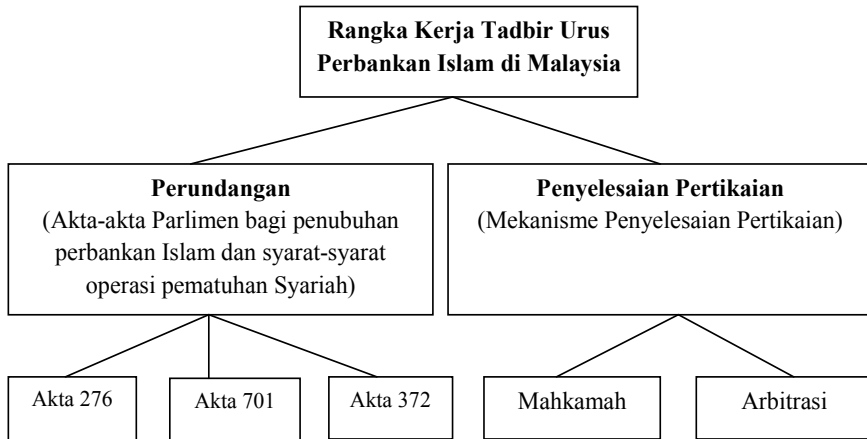 Rangka Kerja Tadbir Urus
Perbankan Islam di Malaysia
Perundangan
(Akta-akta Parlimen bagi penubuhan
perbankan Islam dan syarat-syarat
operasi pematuhan Syariah)
Penyelesaian Pertikaian
(Mekanisme Penyelesaian Pertikaian)
Akta 276
Akta 701
Akta 372
Mahkamah
Arbitrasi